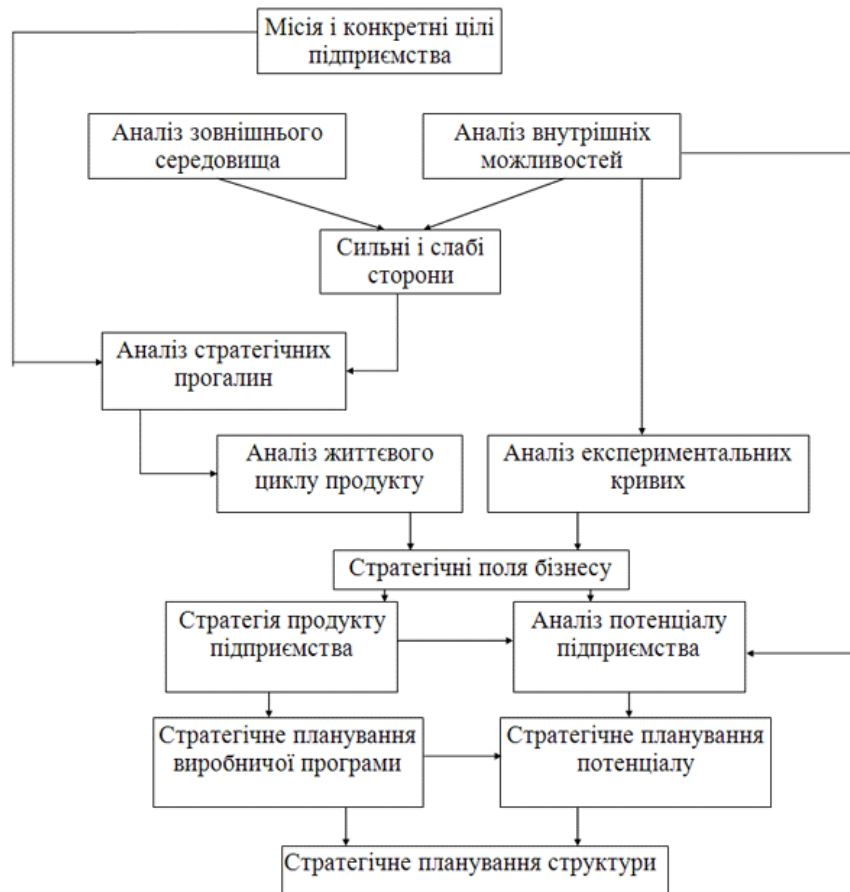 Місія і конкретні цілі
підприємства
Аналіз зовнішнього
середовища
Аналіз внутрішніх
можливостей
Сильні і слабі
сторони
Аналіз стратегічних
прогалин
Аналіз життєвого
циклу продукту
Аналіз експериментальних
кривих
Стратегічні поля бізнесу
Стратегія продукту
підприємства
Аналіз потенціалу
підприємства
Стратегічне планування
виробничої програми
Стратегічне планування
потенціалу
Стратегічне планування структури